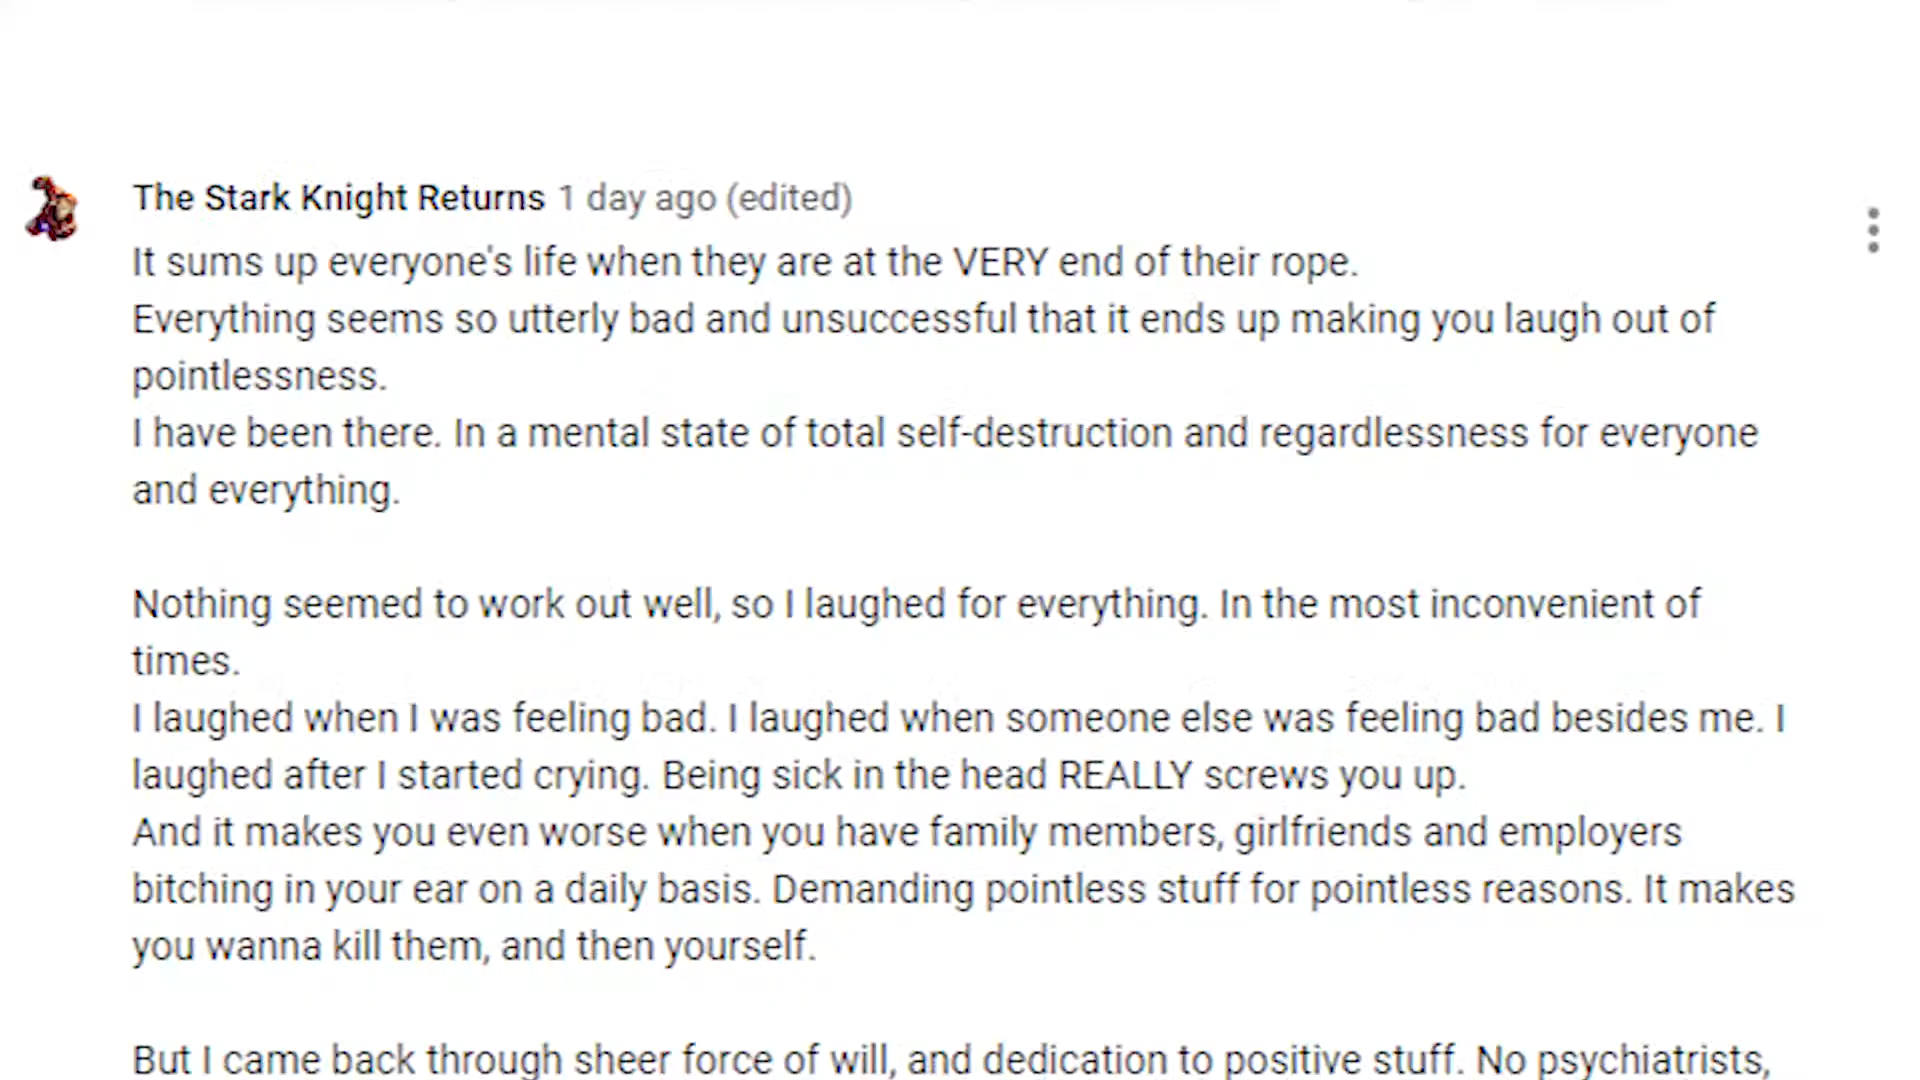 The Stark Knight Returns 1 day ago (edited)
It sums up everyone's life when they are at the VERY end of their rope.
Everything seems so utterly bad and unsuccessful that it ends up making you laugh out of
pointlessness.
I have been there. In a mental state of total self-destruction and regardlessness for everyone
and everything.
Nothing seemed to work out well, so I laughed for everything. In the most inconvenient of
times.
I laughed when I was feeling bad. I laughed when someone else was feeling bad besides me. I
laughed after I started crying. Being sick in the head REALLY screws you up.
And it makes you even worse when you have family members, girlfriends and employers
bitching in your ear on a daily basis. Demanding pointless stuff for pointless reasons. It makes
you wanna kill them, and then yourself.
But I came back through sheer force of will, and dedication to positive stuff. No psychiatrists,